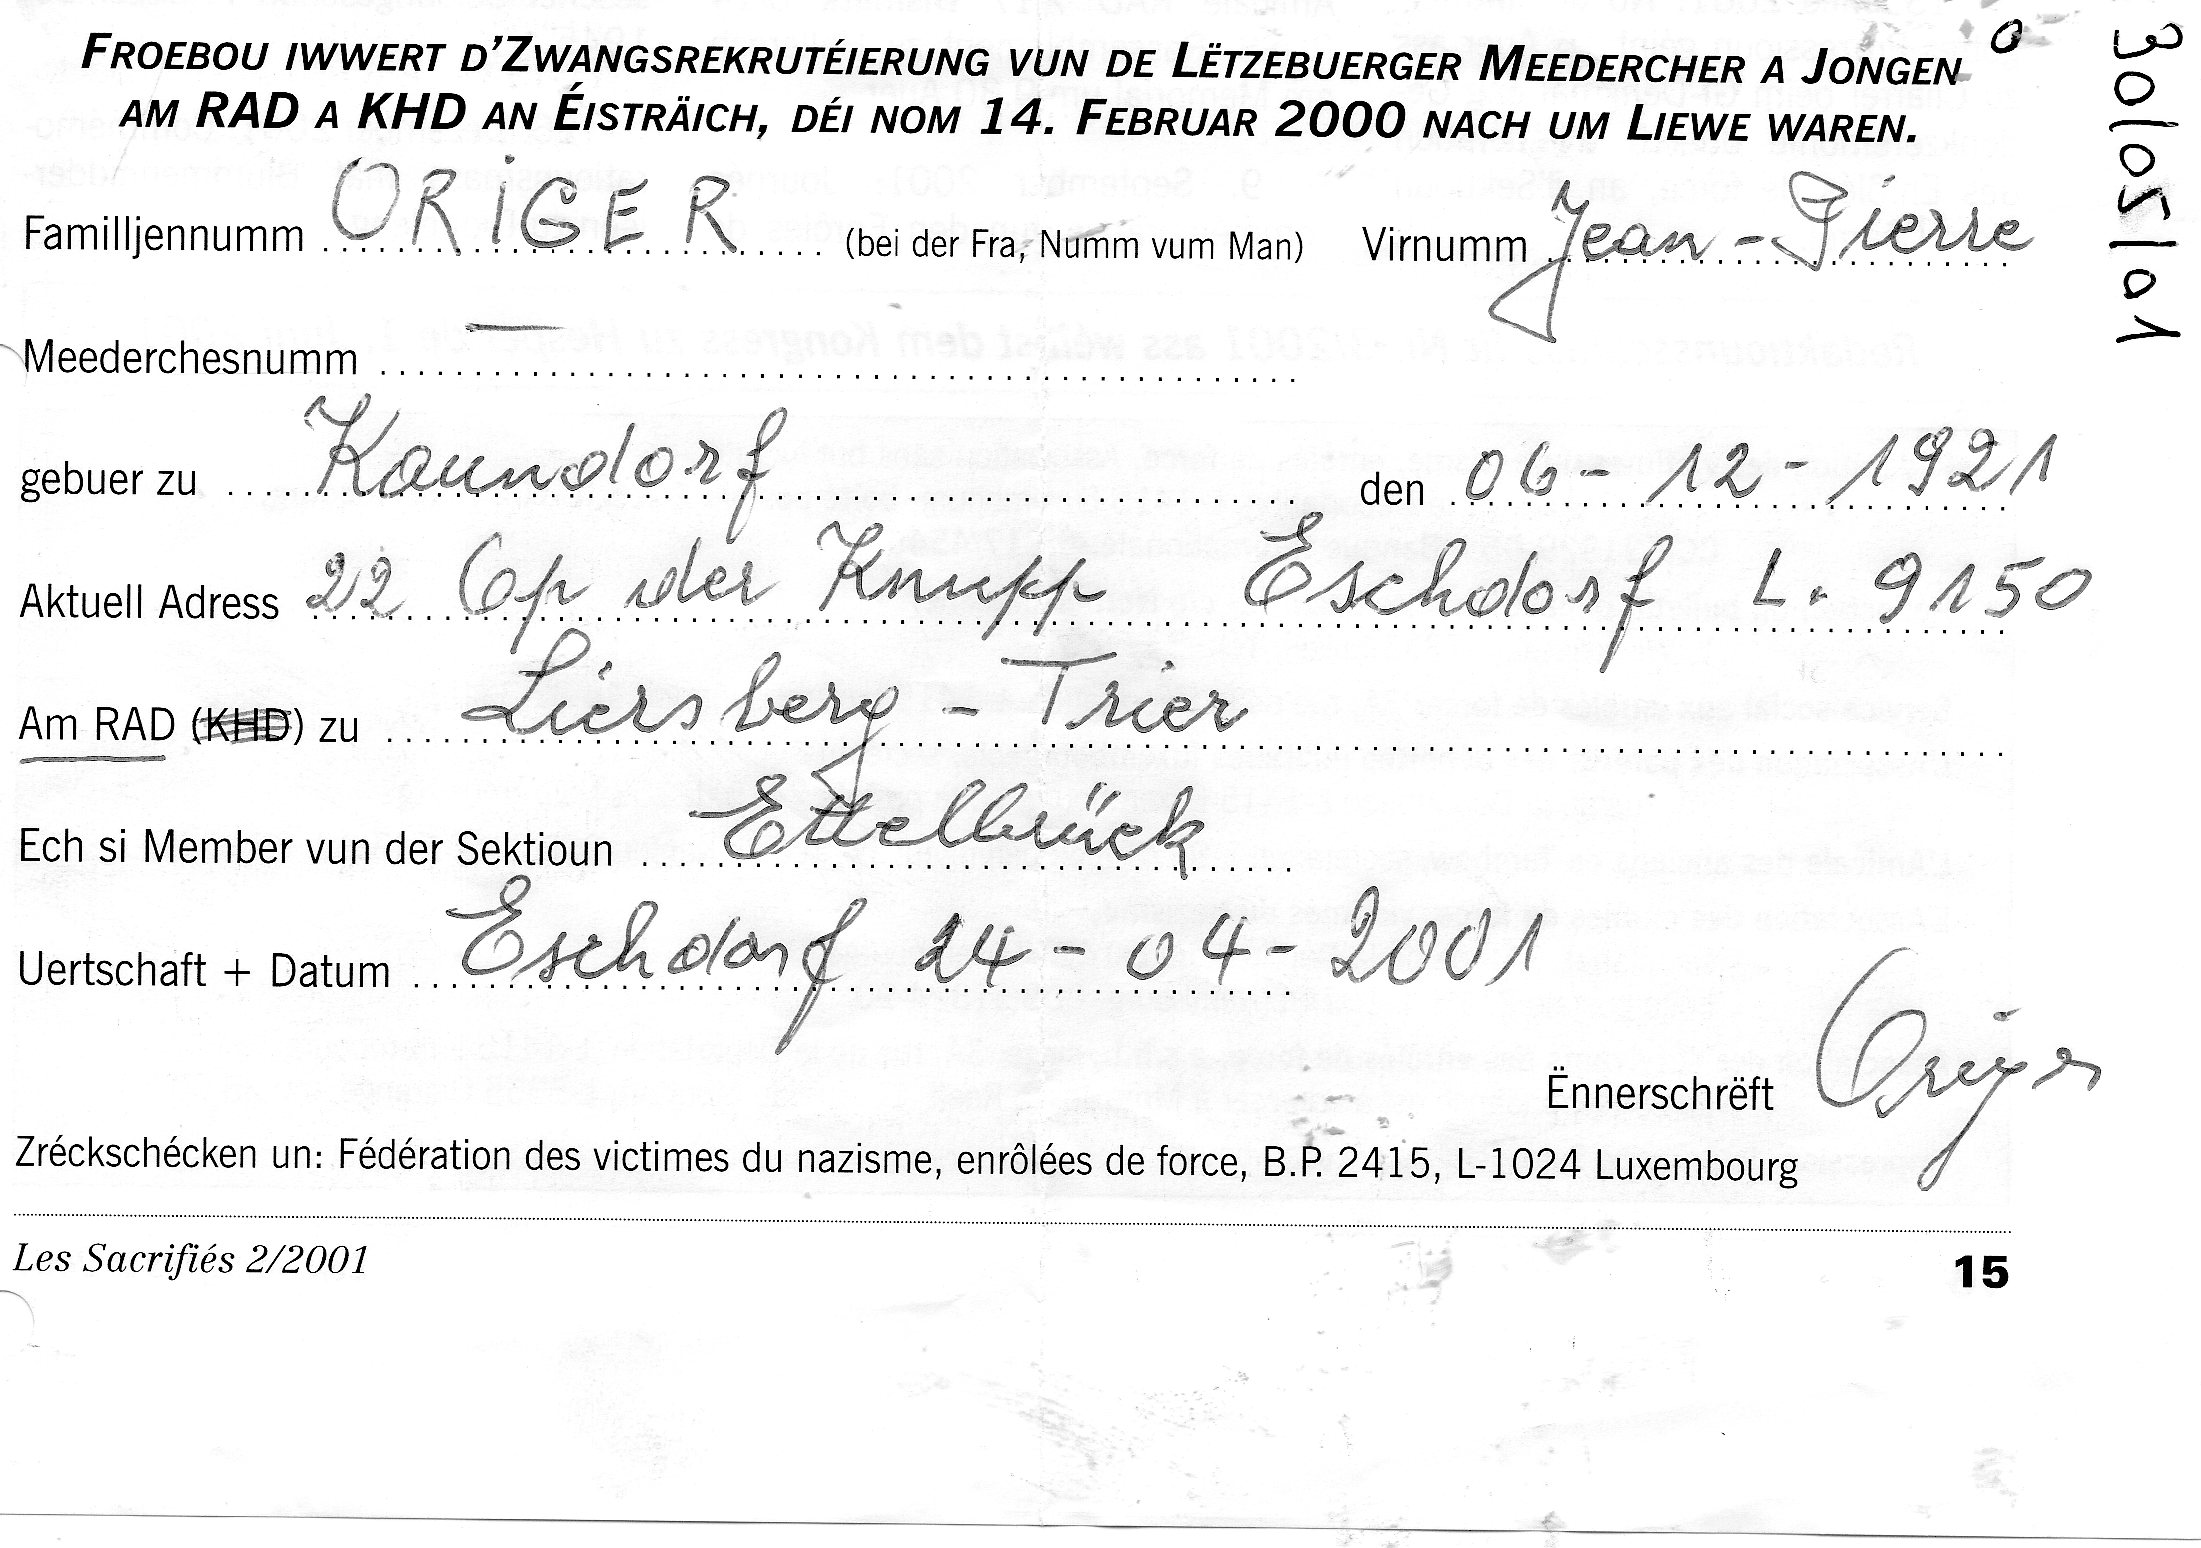 FROEBOU IWWERT D'ZWANGSREKRUTÉIERUNG VUN DE LËTZEBUERGER MEEDERCHER A JONGEN
AM RAD A KHD AN ÉISTRÄICH, DÉI NOM 14. FEBRUAR 2000 NACH UM LIEWE WAREN.
O
30/05/01
Familljennumm ORIGER (bei der Fra, Numm vum Man) Virnumm Jean-Pierre
Meederchesnumm —
gebuer zu Kaundorf den 06-12-1921
Aktuell Adress 22 Op der Knupp Eschdorf L. 9150
Am RAD (KHD) zu Liersberg - Trier
Ech si Member vun der Sektioun Ettelbrück
Uertschaft + Datum Eschdorf 24-04-2001
Ënnerschrëft Origer
Zréckschécken un: Fédération des victimes du nazisme, enrôlées de force, B.P. 2415, L-1024 Luxembourg
Les Sacrifiés 2/2001
15